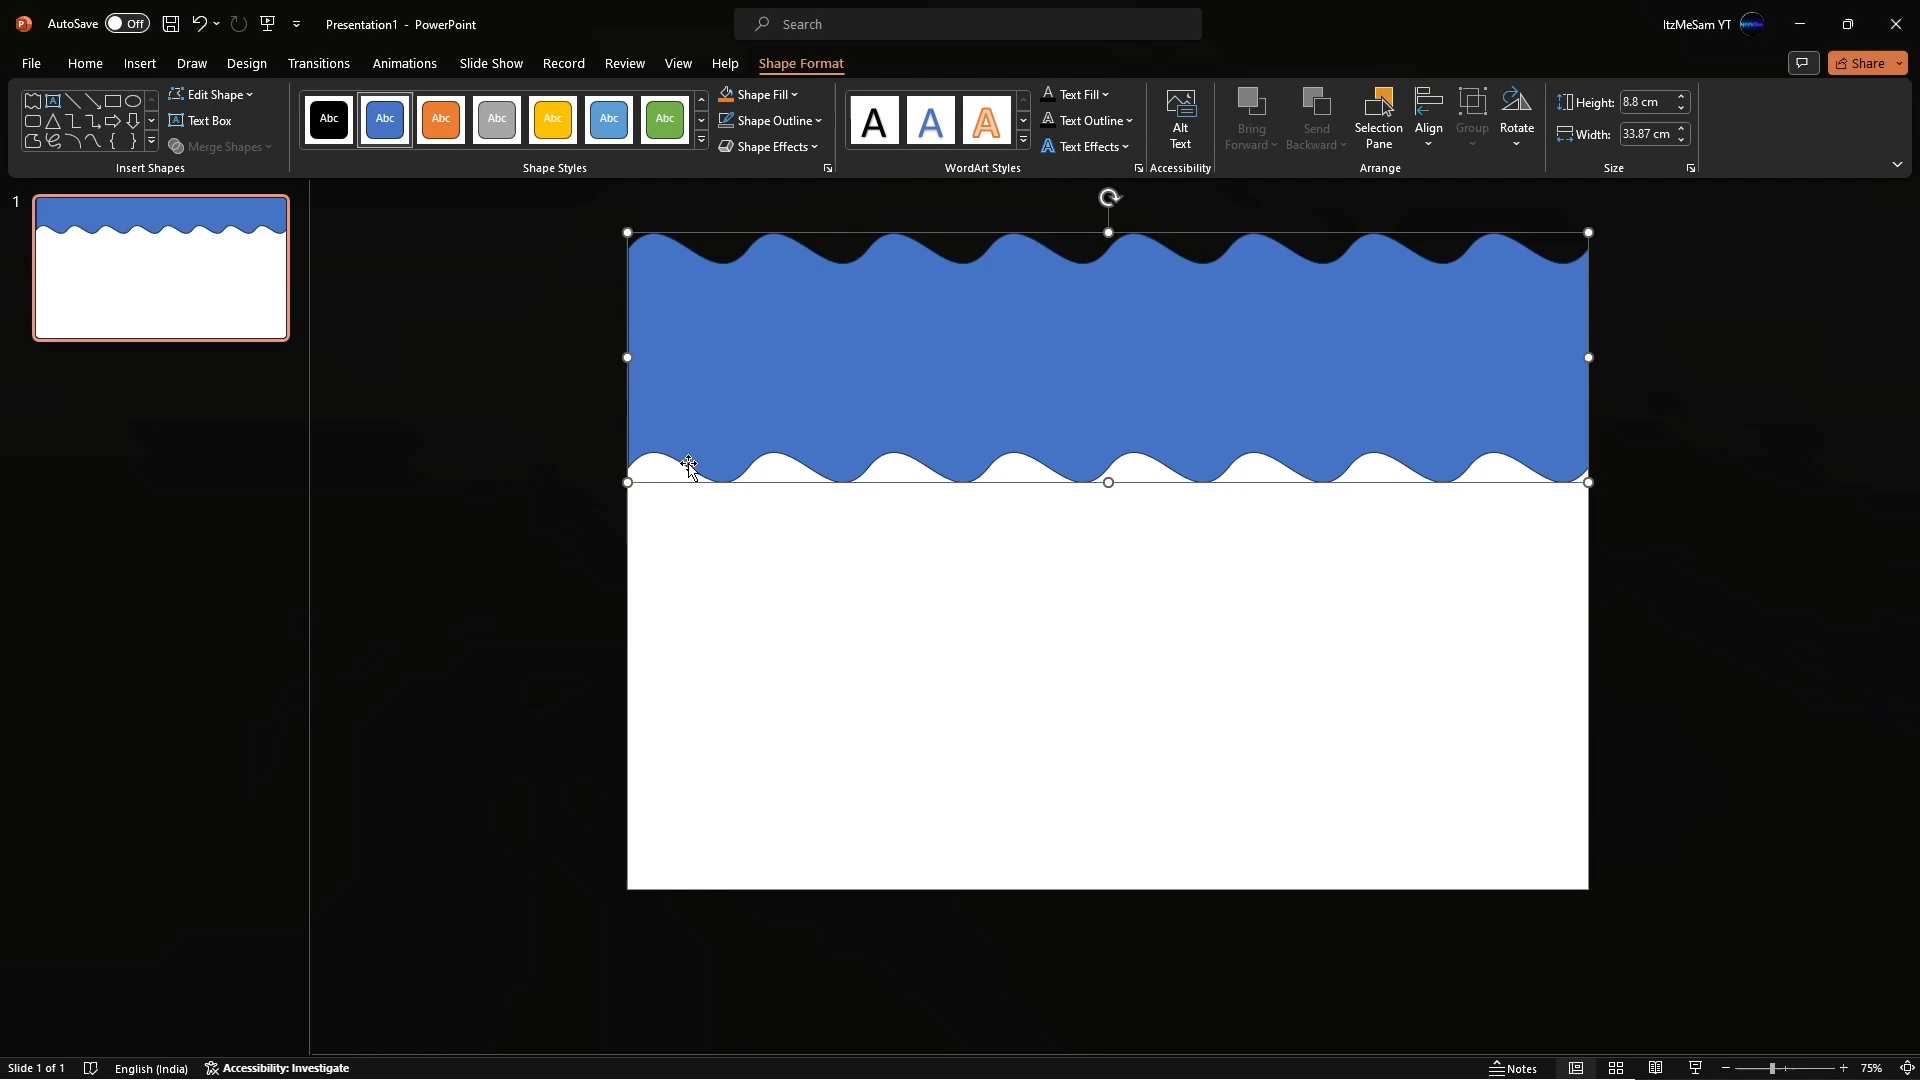 AutoSave Off Presentation1 - PowerPoint Search ItzMeSam YT
File Home Insert Draw Design Transitions Animations Slide Show Record Review View Help Shape Format Share
Edit Shape
Text Box
Merge Shapes
Insert Shapes
Abc Abc Abc Abc Abc Abc Abc
Shape Fill
Shape Outline
Shape Effects
Shape Styles
A A A
Text Fill
Text Outline
Text Effects
WordArt Styles
Alt
Text
Accessibility
Bring
Forward
Send
Backward
Selection
Pane
Align
Group
Rotate
Arrange
Height: 8.8 cm
Width: 33.87 cm
Size
1
Slide 1 of 1 English (India) Accessibility: Investigate Notes 75%